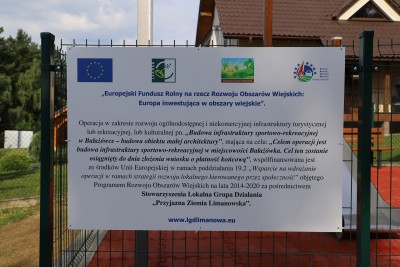 „Europejski Fundusz Rolny na rzecz Rozwoju Obszarów Wiejskich:
Europa inwestująca w obszary wiejskie”.
Operacja w zakresie rozwoju ogólnodostępnej i niekomercyjnej infrastruktury turystycznej
lub rekreacyjnej, lub kulturalnej pn. „Budowa infrastruktury sportowo-rekreacyjnej
w Bałażówce – budowa obiektu małej architektury”, mająca na celu: „Celem operacji jest
budowa infrastruktury sportowo-rekreacyjnej w miejscowości Bałażówka. Cel ten zostanie
osiągnięty do dnia złożenia wniosku o płatność końcową”, współfinansowana jest
ze środków Unii Europejskiej w ramach poddziałania 19.2 „Wsparcie na wdrażanie
operacji w ramach strategii rozwoju lokalnego kierowanego przez społeczność” objętego
Programem Rozwoju Obszarów Wiejskich na lata 2014-2020 za pośrednictwem
Stowarzyszenia Lokalna Grupa Działania
„Przyjazna Ziemia Limanowska”.
www.lgdlimanowa.eu